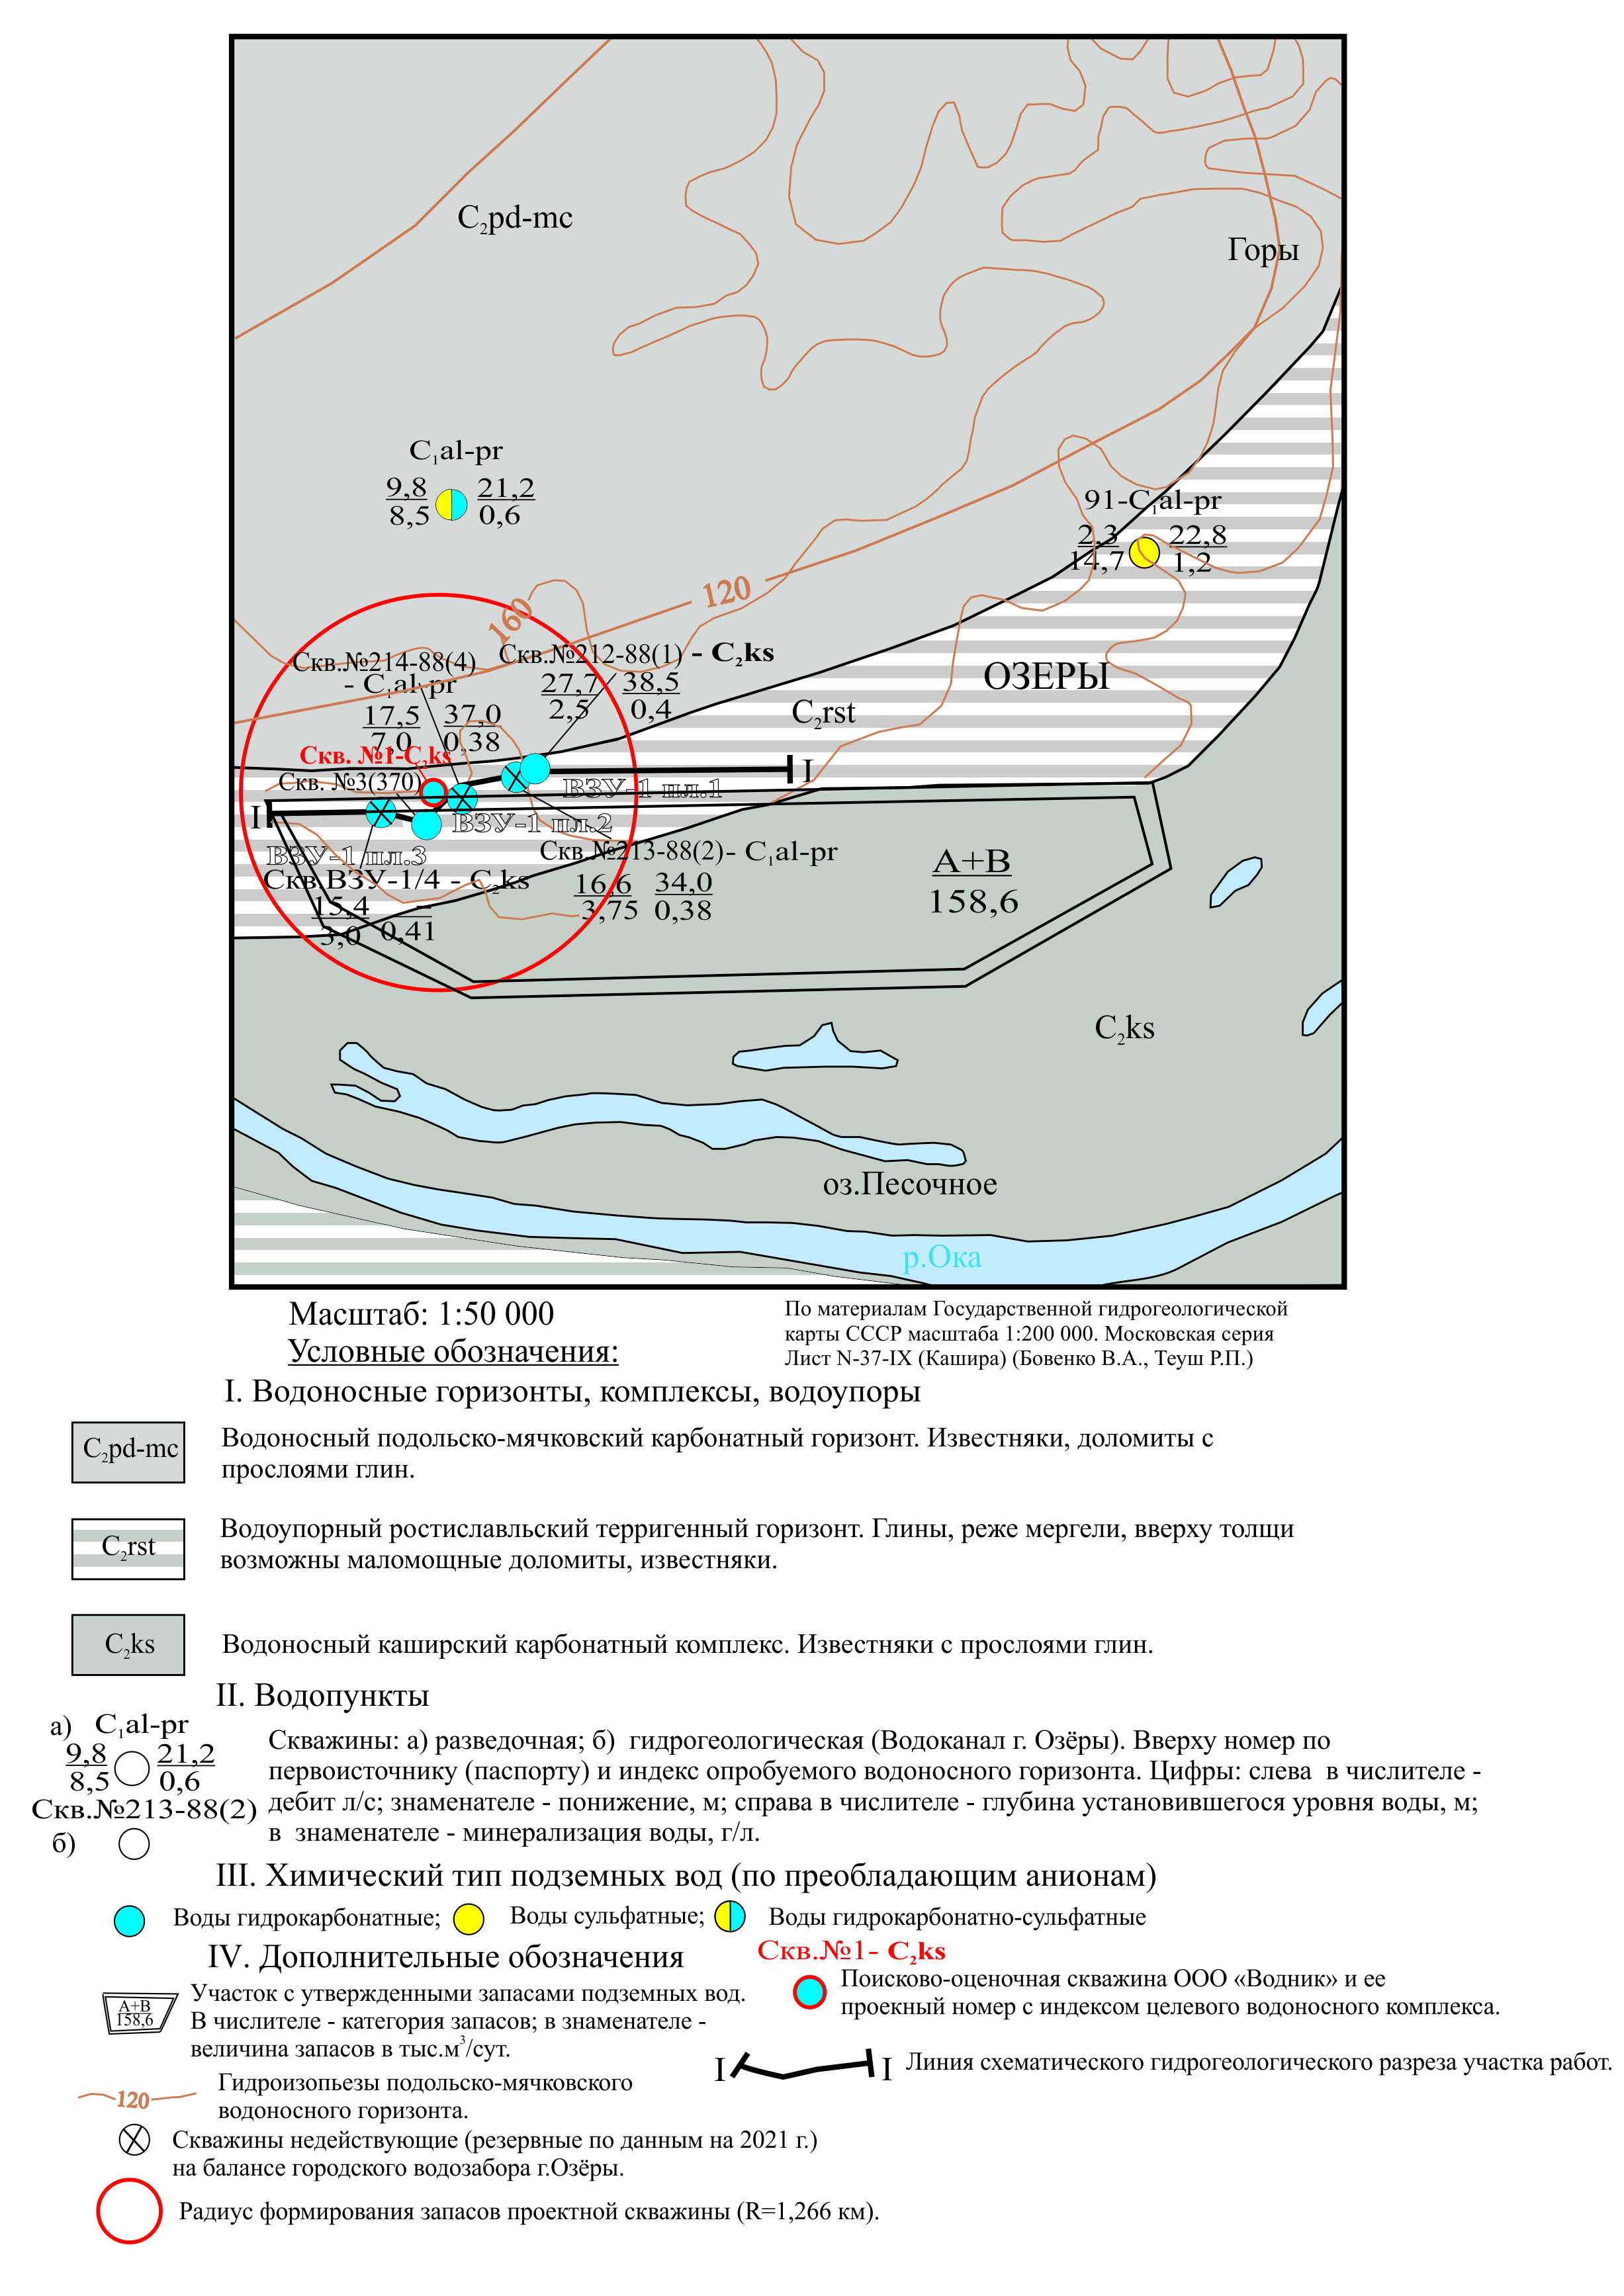 C₂pd-mc
Горы
C₁al-pr
9,8 21,2
8,5 0,6
91-C₁al-pr
2,3 22,8
14,7 1,2
120
160
Скв.№214-88(4)
- C₁al-pr
17,5 37,0
7,0 0,38
Скв.№212-88(1) - C₂ks
27,7 38,5
2,5 0,4
ОЗЕРЫ
C₂rst
Скв. №1-C₂ks
Скв. №3(370)
I
I
ВЗУ-1 пл.1
ВЗУ-1 пл.2
ВЗУ-1 пл.3
Скв.№213-88(2)- C₁al-pr
16,6 34,0
3,75 0,38
Скв.ВЗУ-1/4 - C₂ks
15,4 –
3,0 0,41
А+В
158,6
C₂ks
оз.Песочное
р.Ока
Масштаб: 1:50 000
Условные обозначения:
По материалам Государственной гидрогеологической
карты СССР масштаба 1:200 000. Московская серия
Лист N-37-IX (Кашира) (Бовенко В.А., Теуш Р.П.)
I. Водоносные горизонты, комплексы, водоупоры
C₂pd-mc
Водоносный подольско-мячковский карбонатный горизонт. Известняки, доломиты с
прослоями глин.
C₂rst
Водоупорный ростиславльский терригенный горизонт. Глины, реже мергели, вверху толщи
возможны маломощные доломиты, известняки.
C₂ks
Водоносный каширский карбонатный комплекс. Известняки с прослоями глин.
II. Водопункты
а) C₁al-pr
9,8 21,2
8,5 0,6
Скв.№213-88(2)
б)
Скважины: а) разведочная; б) гидрогеологическая (Водоканал г. Озёры). Вверху номер по
первоисточнику (паспорту) и индекс опробуемого водоносного горизонта. Цифры: слева в числителе -
дебит л/с; знаменателе - понижение, м; справа в числителе - глубина установившегося уровня воды, м;
в знаменателе - минерализация воды, г/л.
III. Химический тип подземных вод (по преобладающим анионам)
Воды гидрокарбонатные; Воды сульфатные; Воды гидрокарбонатно-сульфатные
IV. Дополнительные обозначения
А+В
158,6
Участок с утвержденными запасами подземных вод.
В числителе - категория запасов; в знаменателе -
величина запасов в тыс.м³/сут.
Скв.№1- C₂ks
Поисково-оценочная скважина ООО «Водник» и ее
проекный номер с индексом целевого водоносного комплекса.
I I Линия схематического гидрогеологического разреза участка работ.
120
Гидроизопьезы подольско-мячковского
водоносного горизонта.
Скважины недействующие (резервные по данным на 2021 г.)
на балансе городского водозабора г.Озёры.
Радиус формирования запасов проектной скважины (R=1,266 км).